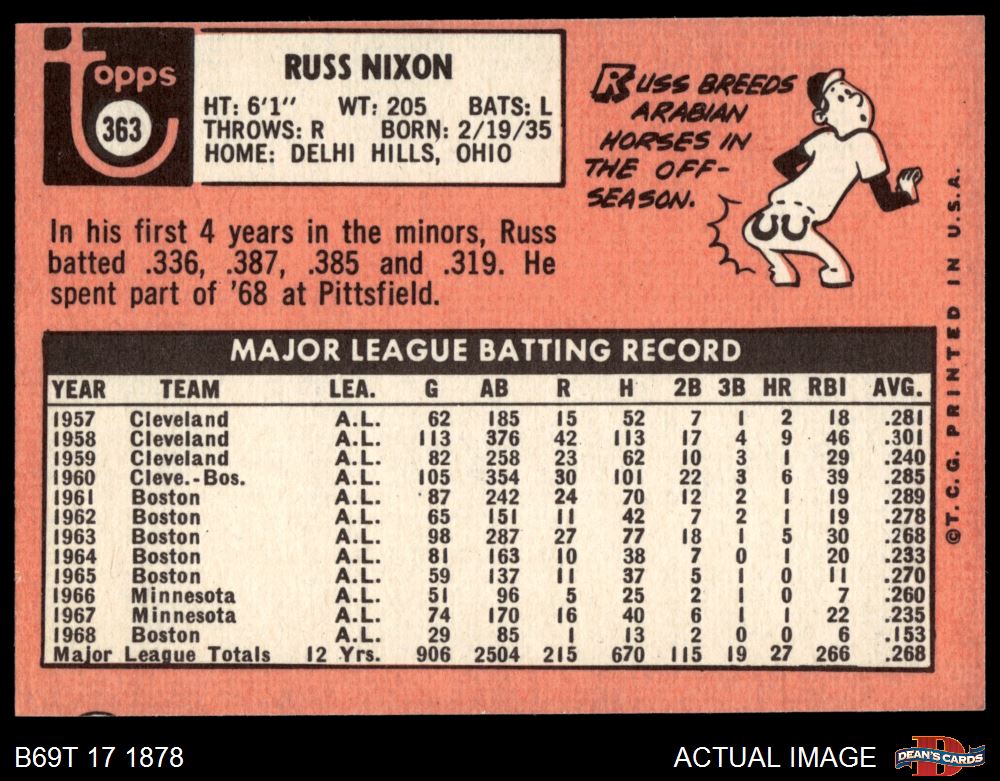 Topps
363
RUSS NIXON
HT: 6'1" WT: 205 BATS: L
THROWS: R BORN: 2/19/35
HOME: DELHI HILLS, OHIO
RUSS BREEDS
ARABIAN
HORSES IN
THE OFF-
SEASON.
In his first 4 years in the minors, Russ
batted .336, .387, .385 and .319. He
spent part of '68 at Pittsfield.
MAJOR LEAGUE BATTING RECORD
YEAR TEAM LEA. G AB R H 2B 3B HR RBI AVG.
1957 Cleveland A.L. 62 185 15 52 7 1 2 18 .281
1958 Cleveland A.L. 113 376 42 113 17 4 9 46 .301
1959 Cleveland A.L. 82 258 23 62 10 3 1 29 .240
1960 Cleve.-Bos. A.L. 105 354 30 101 22 3 6 39 .285
1961 Boston A.L. 87 242 24 70 12 2 1 19 .289
1962 Boston A.L. 65 151 11 42 7 2 1 19 .278
1963 Boston A.L. 98 287 27 77 18 1 5 30 .268
1964 Boston A.L. 81 163 10 38 7 0 1 20 .233
1965 Boston A.L. 59 137 11 37 5 1 0 11 .270
1966 Minnesota A.L. 51 96 5 25 2 1 0 7 .260
1967 Minnesota A.L. 74 170 16 40 6 1 1 22 .235
1968 Boston A.L. 29 85 1 13 2 0 0 6 .153
Major League Totals 12 Yrs. 906 2504 215 670 115 19 27 266 .268
©T.C.G. PRINTED IN U.S.A.
B69T 17 1878
ACTUAL IMAGE
DEAN'S CARDS